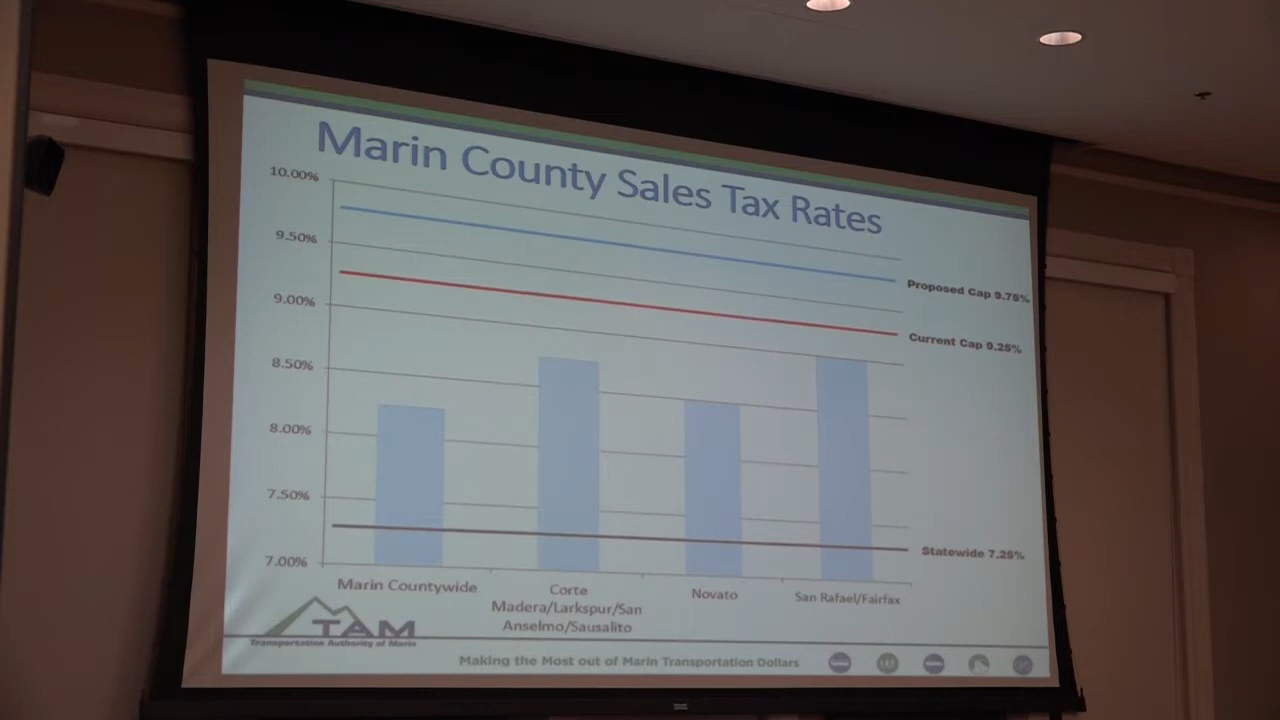 Marin County Sales Tax Rates
10.00%
9.50%
9.00%
8.50%
8.00%
7.50%
7.00%
Proposed Cap 9.75%
Current Cap 9.25%
Statewide 7.25%
Marin Countywide
Corte
Madera/Larkspur/San
Anselmo/Sausalito
Novato
San Rafael/Fairfax
TAM
Transportation Authority of Marin
Making the Most out of Marin Transportation Dollars